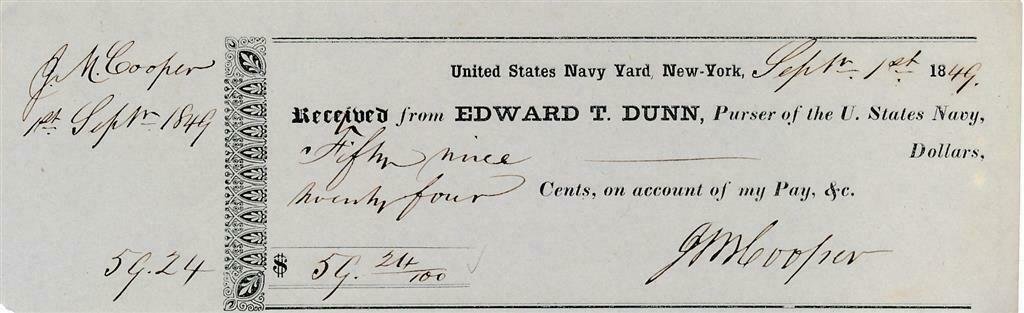 J. M. Cooper
1st Septr 1849
59.24
United States Navy Yard, New-York, Septr 1st 1849.
Received from EDWARD T. DUNN, Purser of the U. States Navy,
Fifty nine Dollars,
twenty four Cents, on account of my Pay, &c.
J M Cooper
$ 59. 24/100